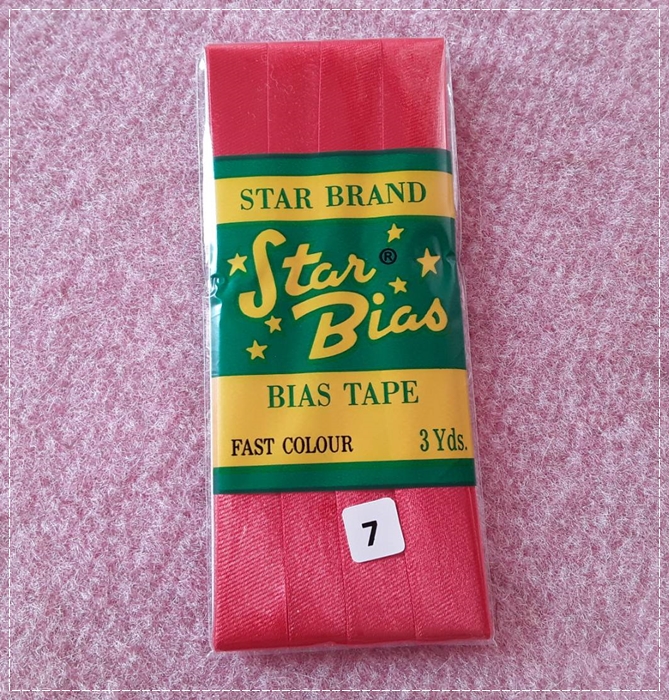 STAR BRAND
Star ®
Bias
BIAS TAPE
FAST COLOUR 3 Yds.
7